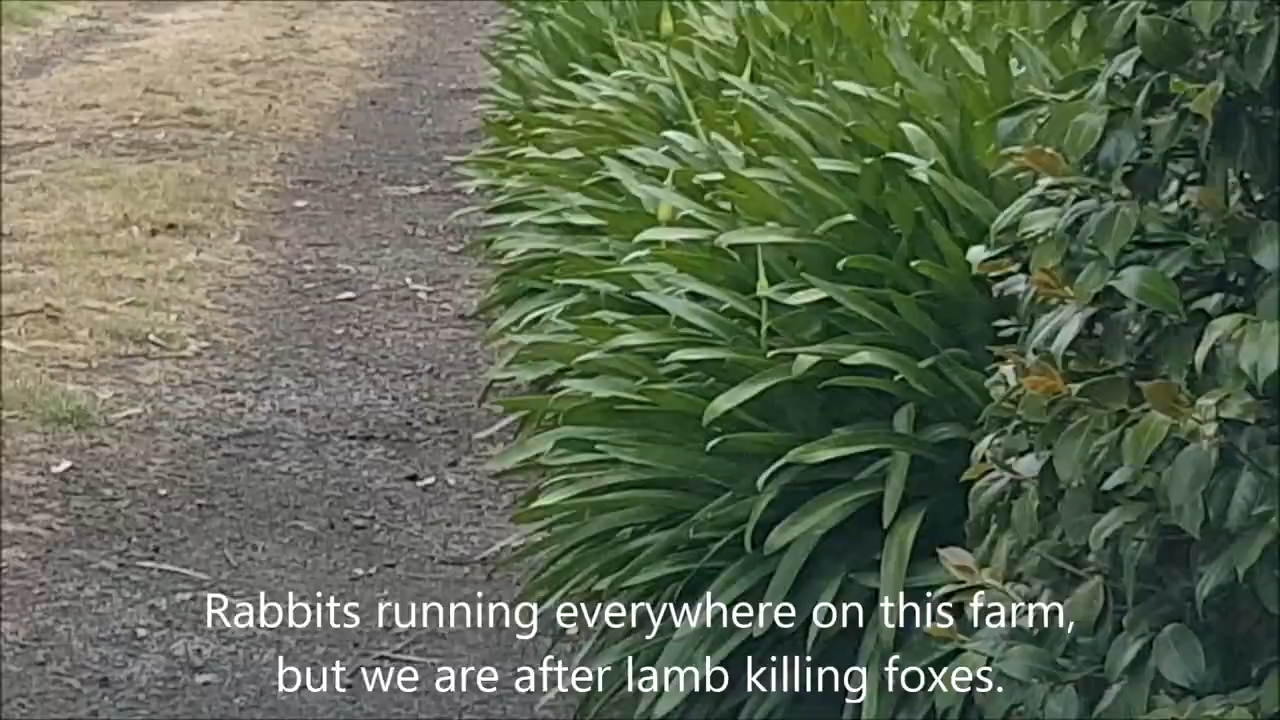 Rabbits running everywhere on this farm,
but we are after lamb killing foxes.